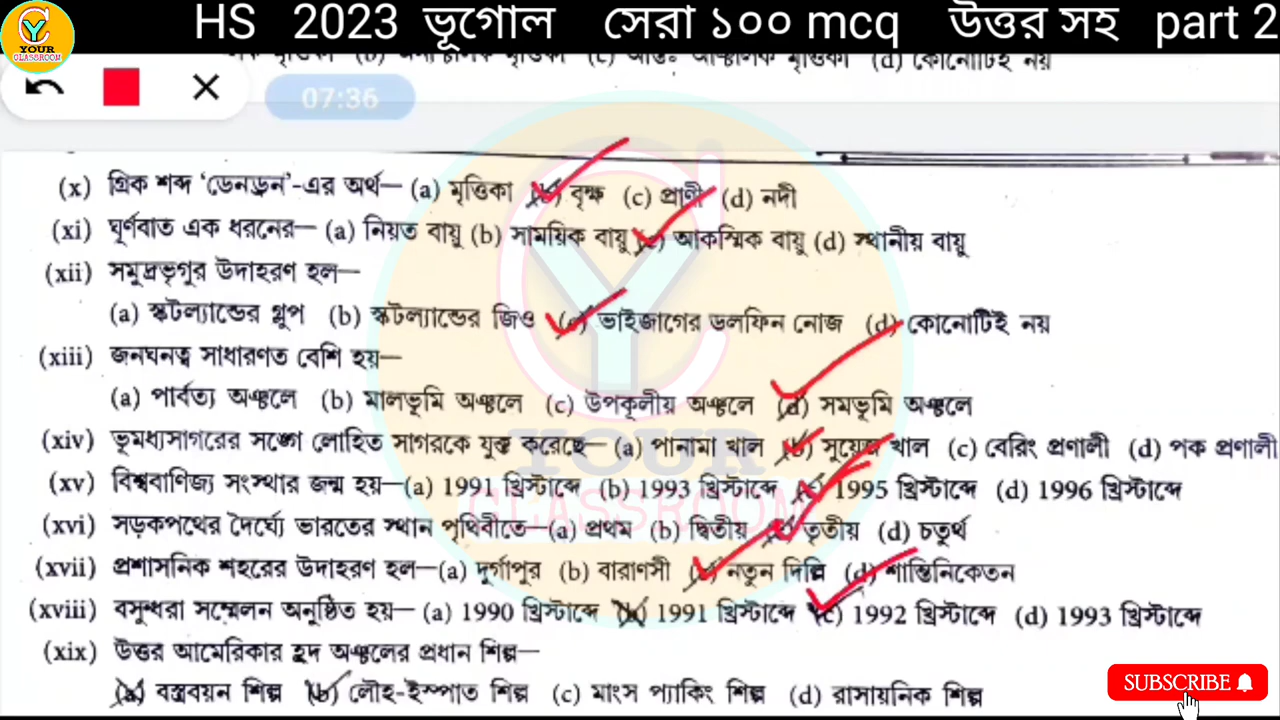 HS 2023 ভূগোল সেরা ১০০ mcq উত্তর সহ part 2
YOUR
CLASSROOM
(b) (c) (d) কোনোটিই নয়
07:36
(x) গ্রিক শব্দ ‘ডেনড্রন’-এর অর্থ— (a) মৃত্তিকা (b) বৃক্ষ (c) প্রাণী (d) নদী
(xi) ঘূর্ণবাত এক ধরনের— (a) নিয়ত বায়ু (b) সাময়িক বায়ু (c) আকস্মিক বায়ু (d) স্থানীয় বায়ু
(xii) সমুদ্রভৃগুর উদাহরণ হল—
(a) স্কটল্যান্ডের গ্লুপ (b) স্কটল্যান্ডের জিও (c) ভাইজাগের ডলফিন নোজ (d) কোনোটিই নয়
(xiii) জনঘনত্ব সাধারণত বেশি হয়—
(a) পার্বত্য অঞ্চলে (b) মালভূমি অঞ্চলে (c) উপকূলীয় অঞ্চলে (d) সমভূমি অঞ্চলে
(xiv) ভূমধ্যসাগরের সঙ্গে লোহিত সাগরকে যুক্ত করেছে— (a) পানামা খাল (b) সুয়েজ খাল (c) বেরিং প্রণালী (d) পক প্রণালী
(xv) বিশ্ববাণিজ্য সংস্থার জন্ম হয়—(a) 1991 খ্রিস্টাব্দে (b) 1993 খ্রিস্টাব্দে (c) 1995 খ্রিস্টাব্দে (d) 1996 খ্রিস্টাব্দে
(xvi) সড়কপথের দৈর্ঘ্যে ভারতের স্থান পৃথিবীতে—(a) প্রথম (b) দ্বিতীয় (c) তৃতীয় (d) চতুর্থ
(xvii) প্রশাসনিক শহরের উদাহরণ হল—(a) দুর্গাপুর (b) বারাণসী (c) নতুন দিল্লি (d) শান্তিনিকেতন
(xviii) বসুন্ধরা সম্মেলন অনুষ্ঠিত হয়— (a) 1990 খ্রিস্টাব্দে (b) 1991 খ্রিস্টাব্দে (c) 1992 খ্রিস্টাব্দে (d) 1993 খ্রিস্টাব্দে
(xix) উত্তর আমেরিকার হ্রদ অঞ্চলের প্রধান শিল্প—
(a) বস্ত্রবয়ন শিল্প (b) লৌহ-ইস্পাত শিল্প (c) মাংস প্যাকিং শিল্প (d) রাসায়নিক শিল্প
YOUR
CLASSROOM
SUBSCRIBE